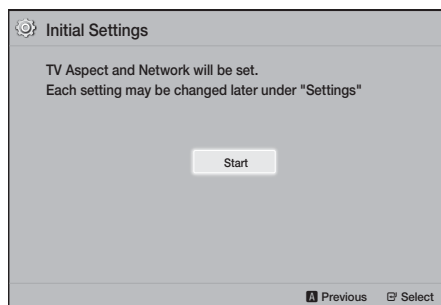 Initial Settings
TV Aspect and Network will be set.
Each setting may be changed later under "Settings"
Start
A Previous Select